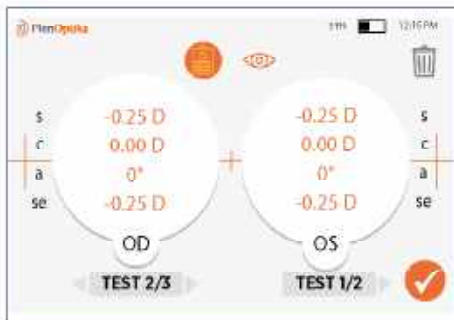 PlenOptika 12:15 PM
s -0.25 D -0.25 D s
c 0.00 D 0.00 D c
a 0° 0° a
se -0.25 D -0.25 D se
OD OS
TEST 2/3 TEST 1/2